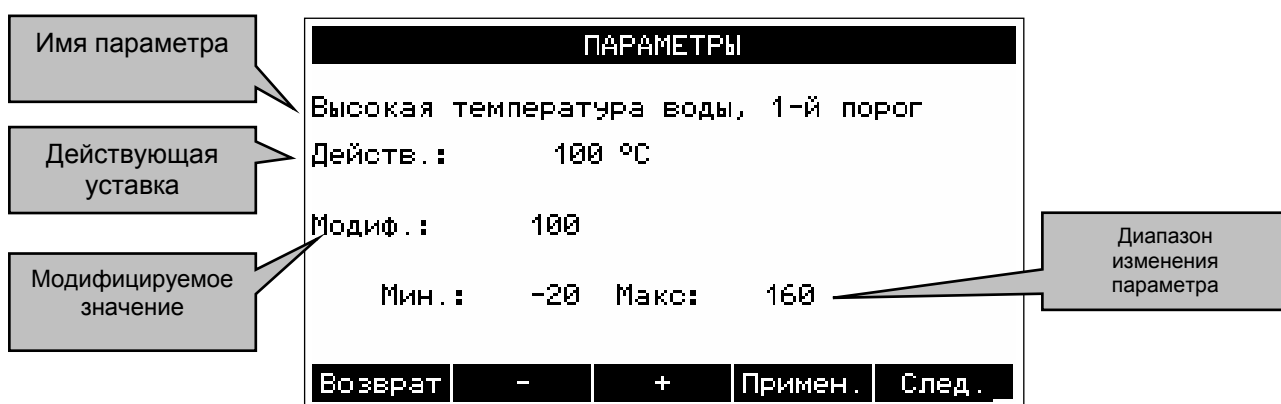 Имя параметра
ПАРАМЕТРЫ
Высокая температура воды, 1-й порог
Действующая
уставка
Действ.: 100 ºC
Модиф.: 100
Модифицируемое
значение
Мин.: -20 Макс: 160
Диапазон
изменения
параметра
Возврат - + Примен. След.